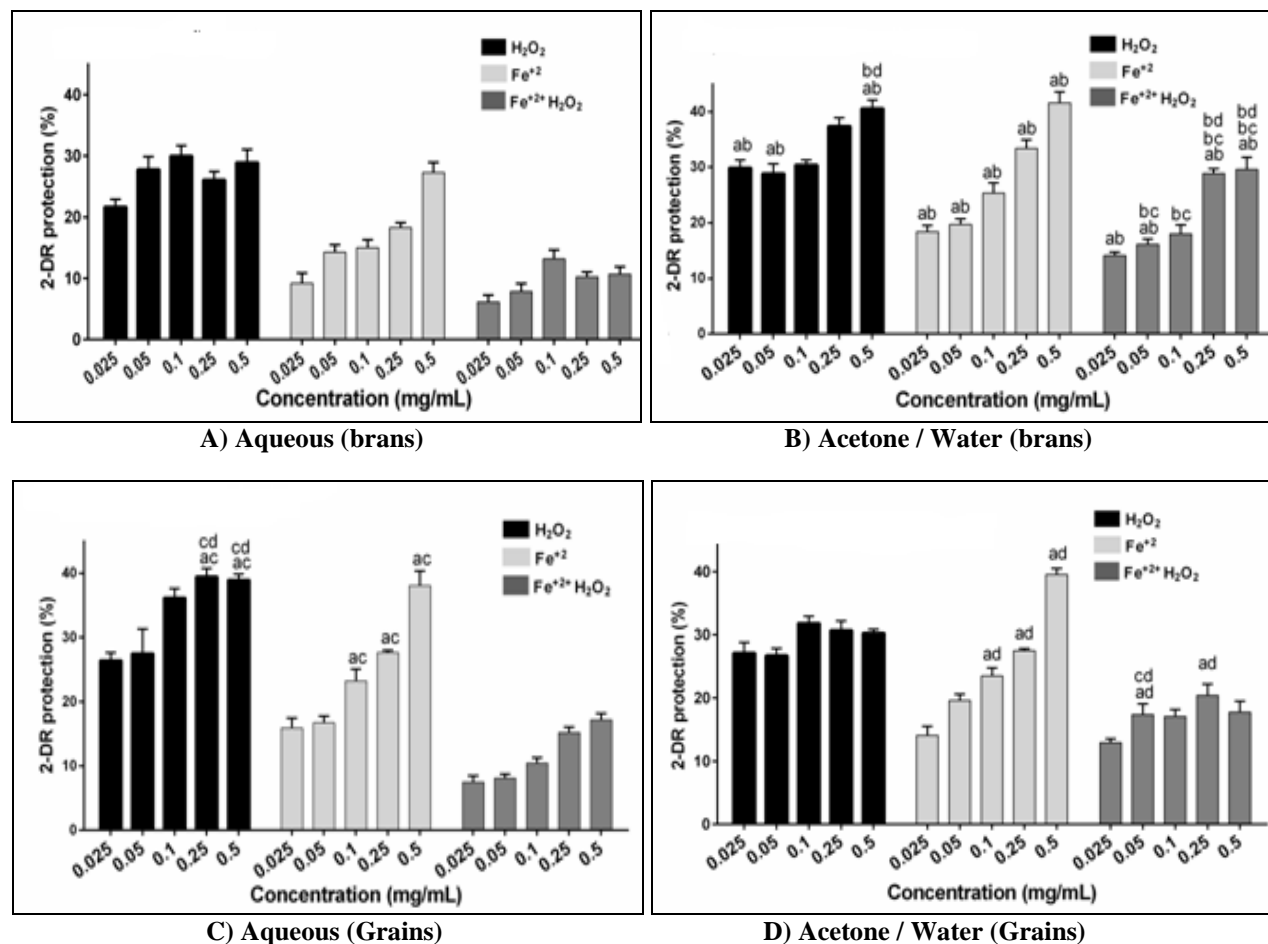 H₂O₂
Fe⁺²
Fe⁺²⁺ H₂O₂
2-DR protection (%)
40
30
20
10
0
0.025 0.05 0.1 0.25 0.5 0.025 0.05 0.1 0.25 0.5 0.025 0.05 0.1 0.25 0.5
Concentration (mg/mL)
A) Aqueous (brans)
H₂O₂
Fe⁺²
Fe⁺²⁺ H₂O₂
2-DR protection (%)
40
30
20
10
0
ab ab bd
ab
ab ab ab ab ab
ab bc
ab bc bd
bc
ab bd
bc
ab
0.025 0.05 0.1 0.25 0.5 0.025 0.05 0.1 0.25 0.5 0.025 0.05 0.1 0.25 0.5
Concentration (mg/mL)
B) Acetone / Water (brans)
H₂O₂
Fe⁺²
Fe⁺²⁺ H₂O₂
2-DR protection (%)
40
30
20
10
0
cd cd
ac ac
ac ac ac
0.025 0.05 0.1 0.25 0.5 0.025 0.05 0.1 0.25 0.5 0.025 0.05 0.1 0.25 0.5
Concentration (mg/mL)
C) Aqueous (Grains)
H₂O₂
Fe⁺²
Fe⁺²⁺ H₂O₂
2-DR protection (%)
40
30
20
10
0
ad ad ad
cd
ad ad
0.025 0.05 0.1 0.25 0.5 0.025 0.05 0.1 0.25 0.5 0.025 0.05 0.1 0.25 0.5
Concentration (mg/mL)
D) Acetone / Water (Grains)